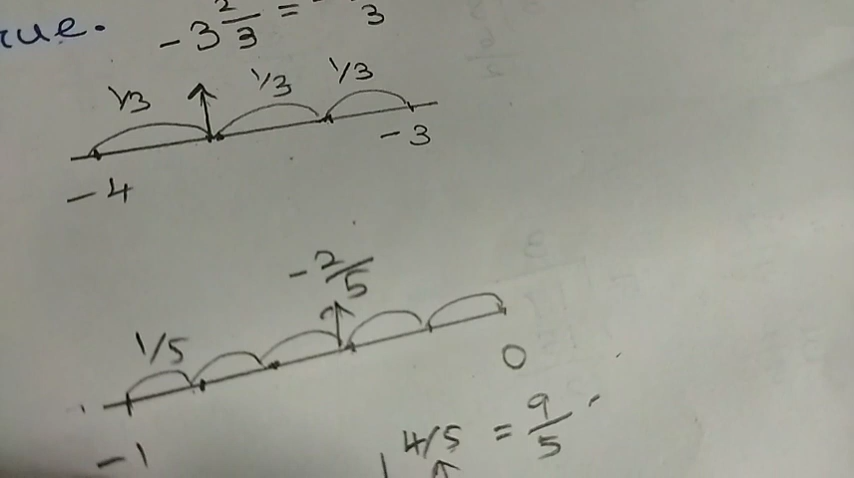 -3 2/3 =
3
1/3 1/3 1/3
-4 -3
-2/5
1/5
-1 0
4/5 = 9/5